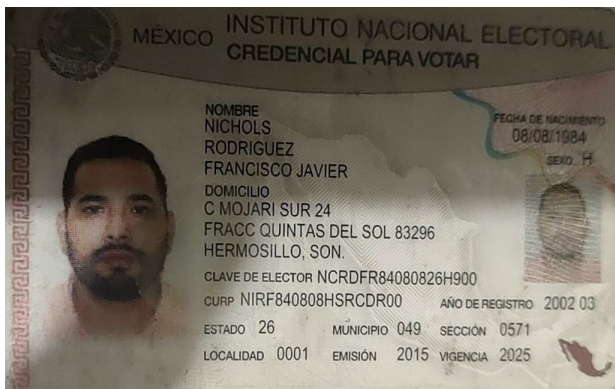 MÉXICO
INSTITUTO NACIONAL ELECTORAL
CREDENCIAL PARA VOTAR
NOMBRE
NICHOLS
RODRIGUEZ
FRANCISCO JAVIER
FECHA DE NACIMIENTO
08/08/1984
SEXO H
DOMICILIO
C MOJARI SUR 24
FRACC QUINTAS DEL SOL 83296
HERMOSILLO, SON.
CLAVE DE ELECTOR NCRDFR84080826H900
CURP NIRF840808HSRCDR00 AÑO DE REGISTRO 2002 03
ESTADO 26 MUNICIPIO 049 SECCIÓN 0571
LOCALIDAD 0001 EMISIÓN 2015 VIGENCIA 2025